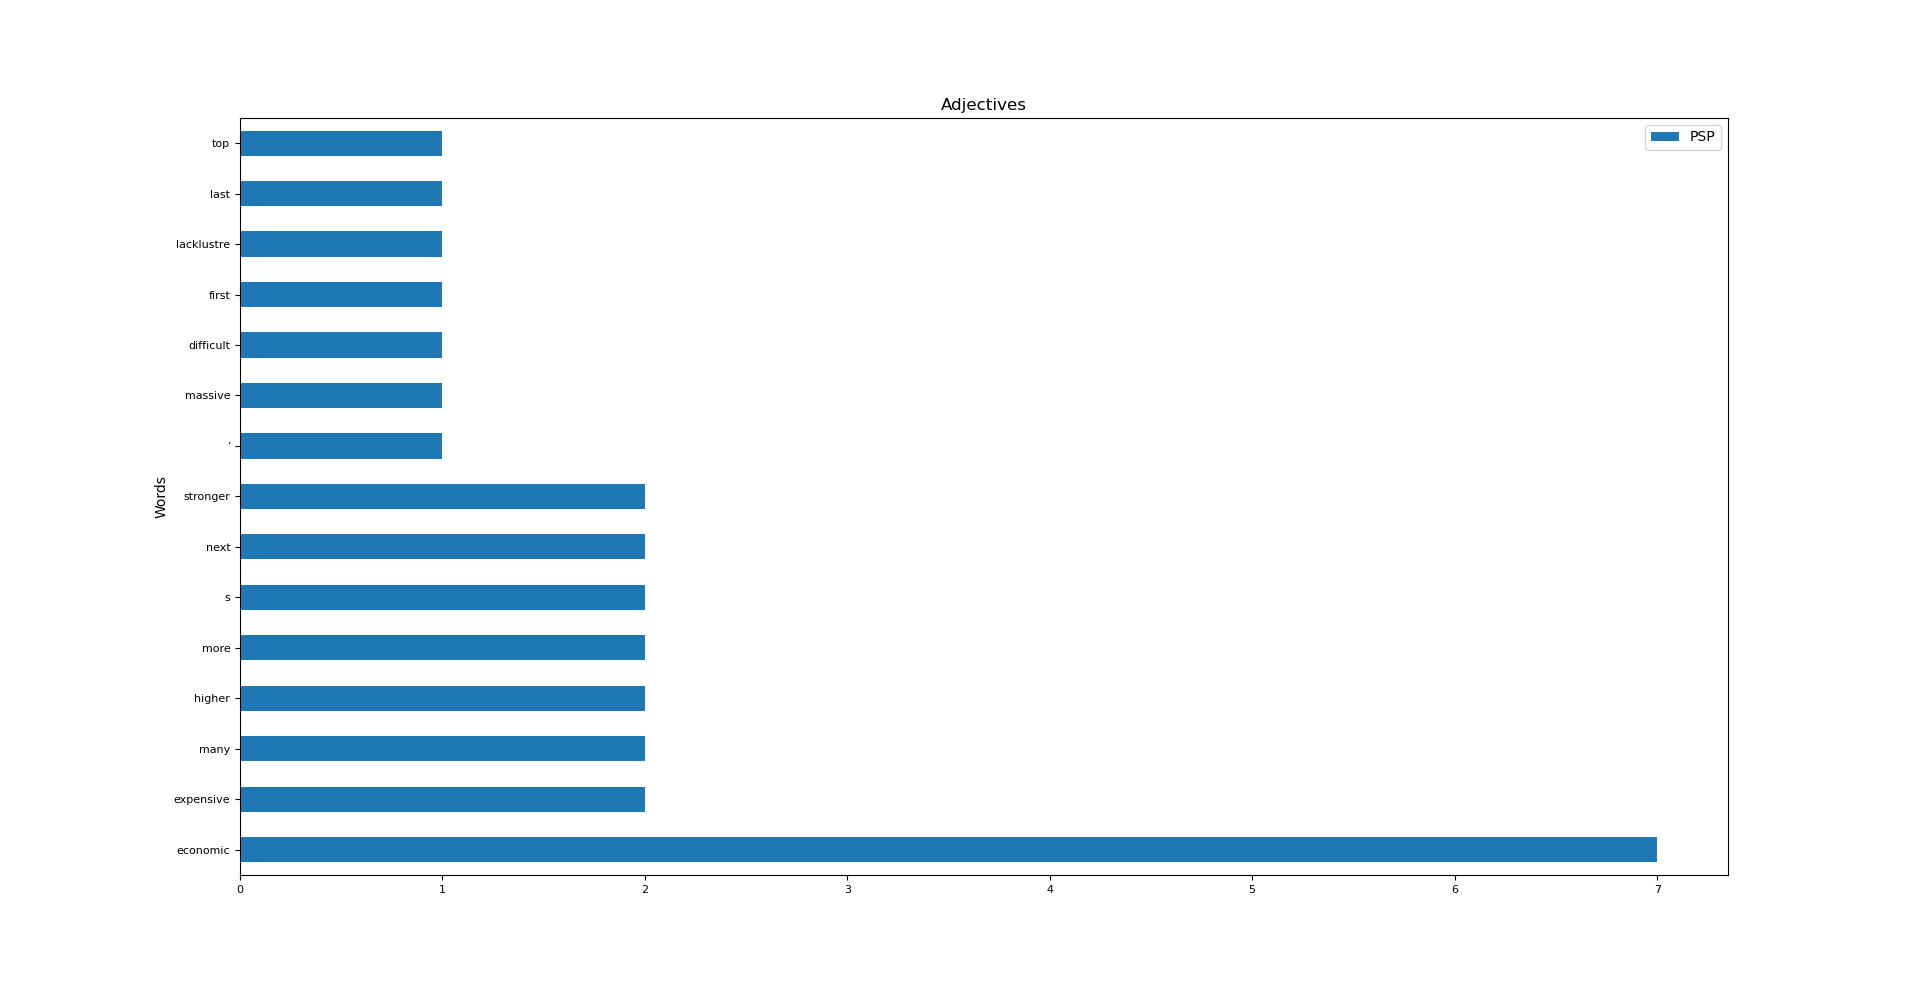 Adjectives
PSP
top
last
lacklustre
first
difficult
massive
’
stronger
next
s
more
higher
many
expensive
economic
Words
0 1 2 3 4 5 6 7